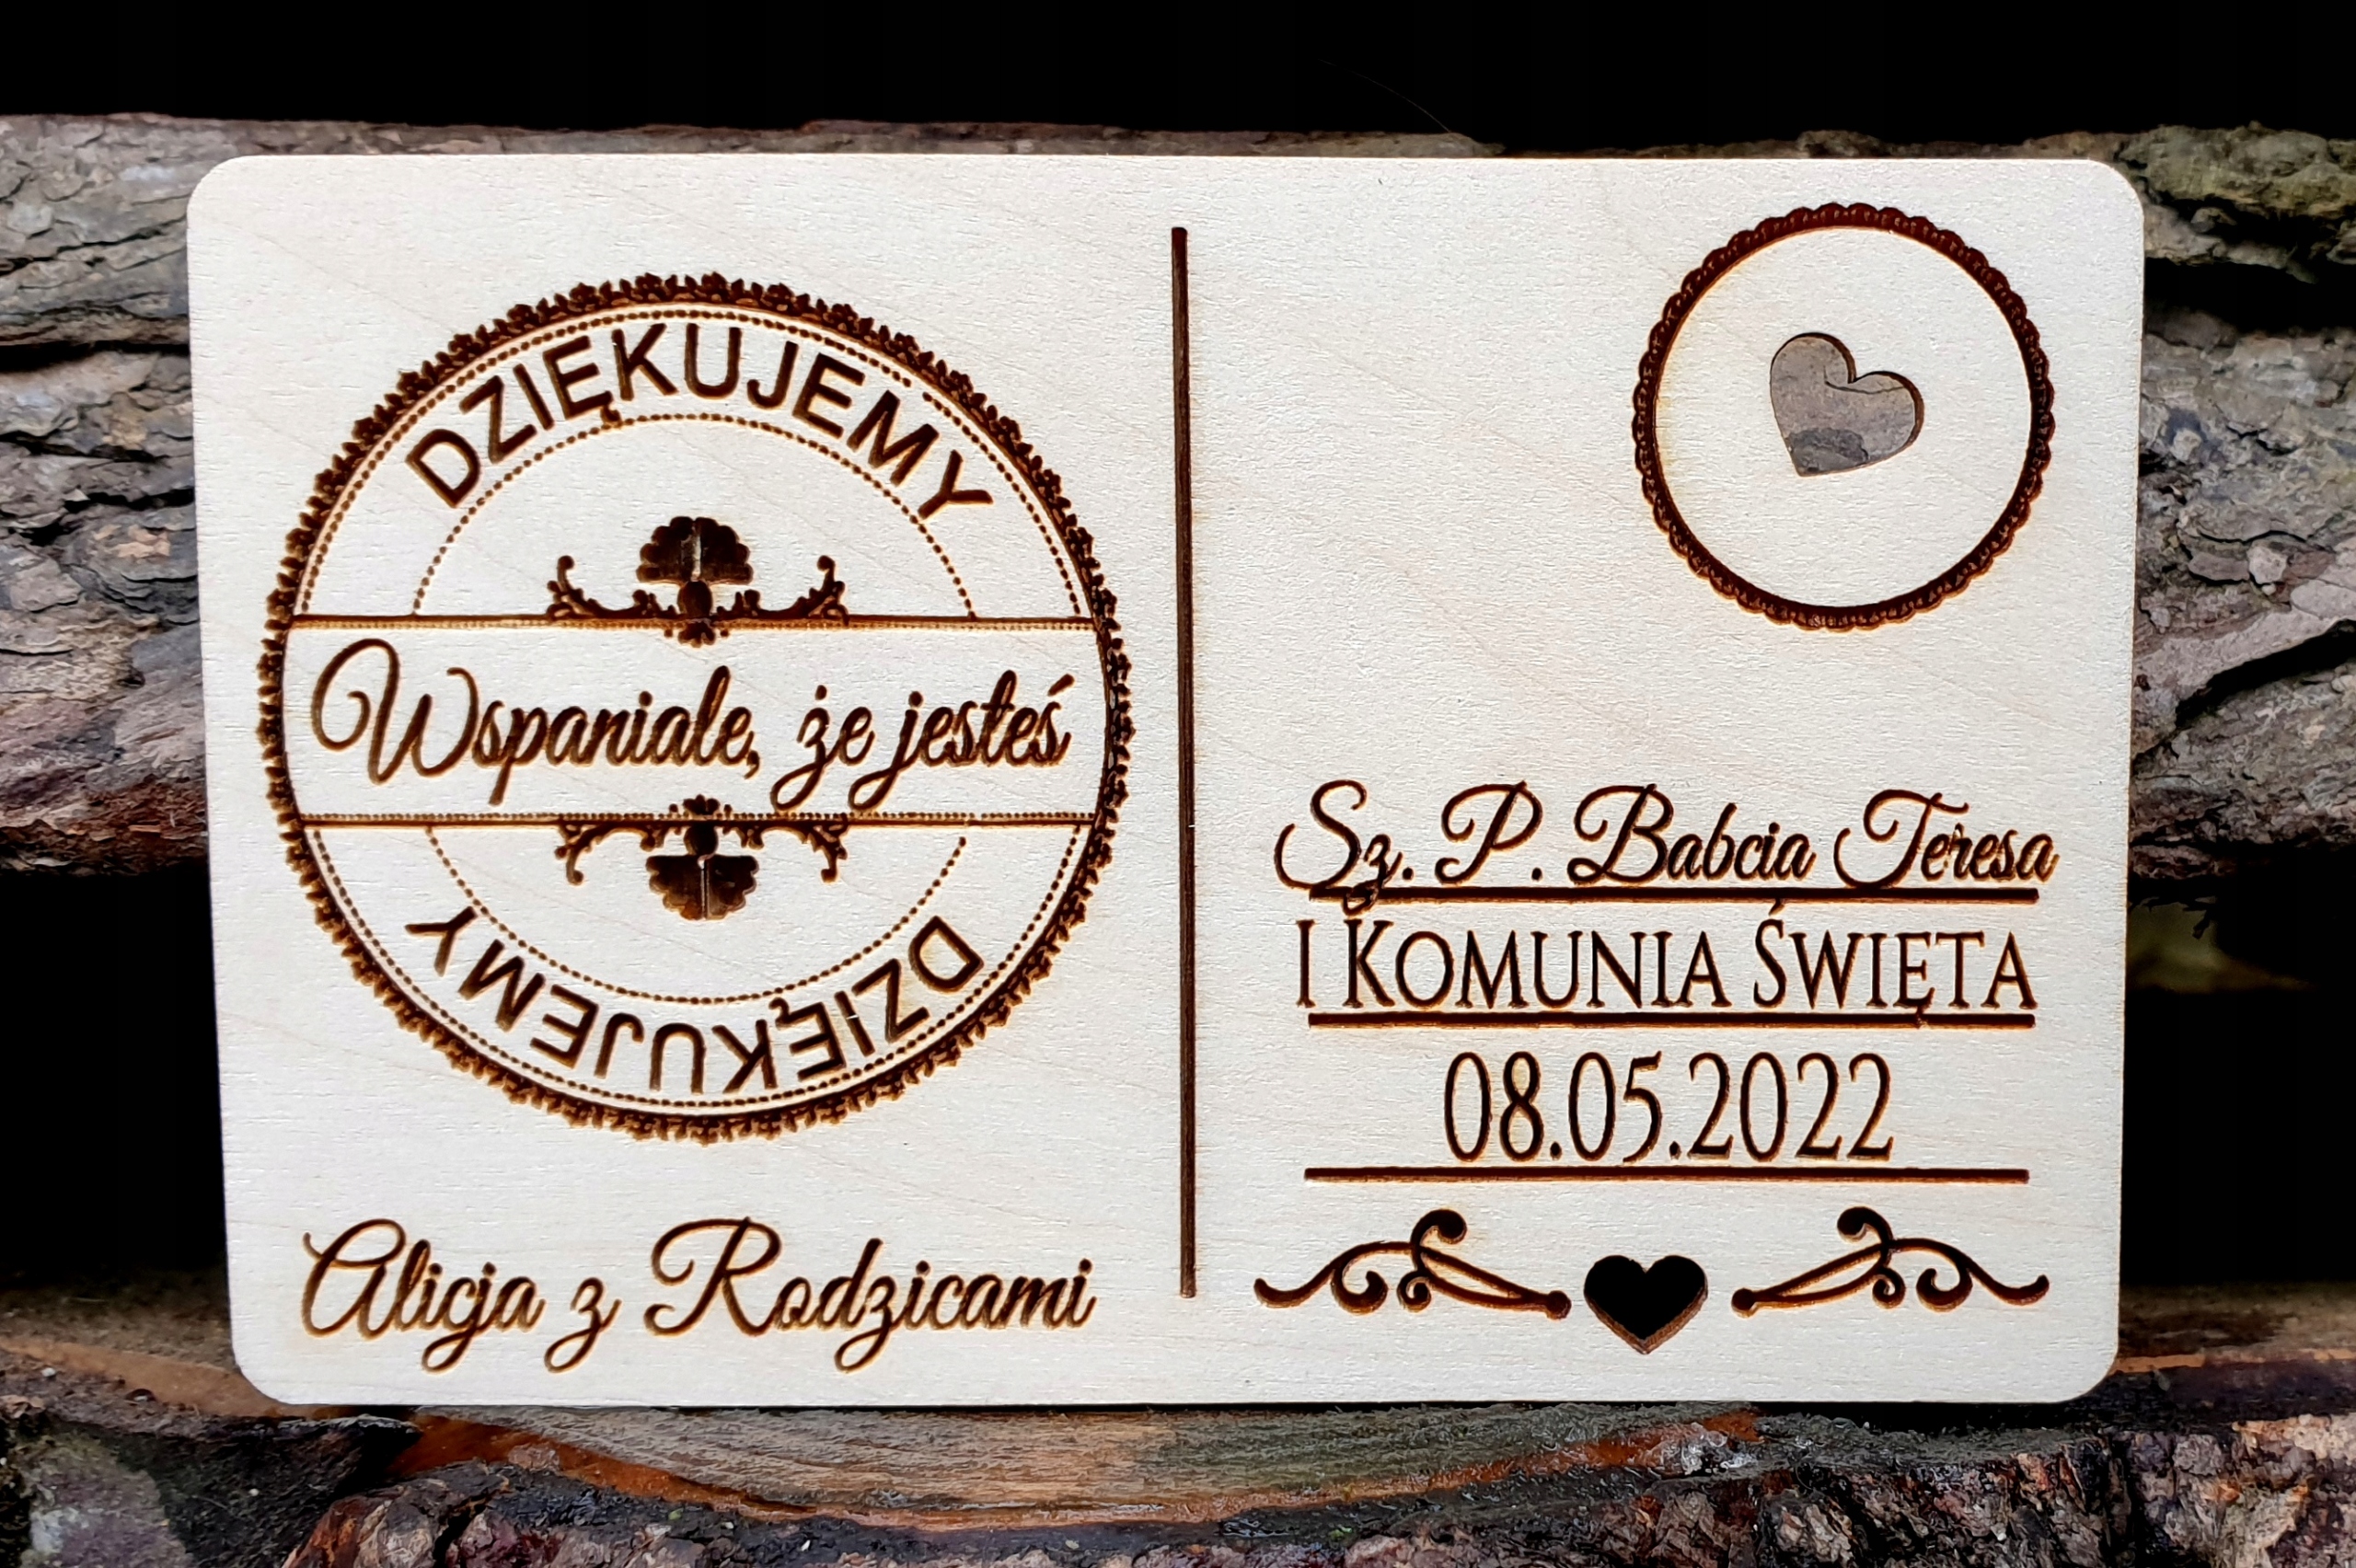 DZIĘKUJEMY
Wspaniale, że jesteś
DZIĘKUJEMY
Alicja z Rodzicami
Sz. P. Babcia Teresa
I KOMUNIA ŚWIĘTA
08.05.2022